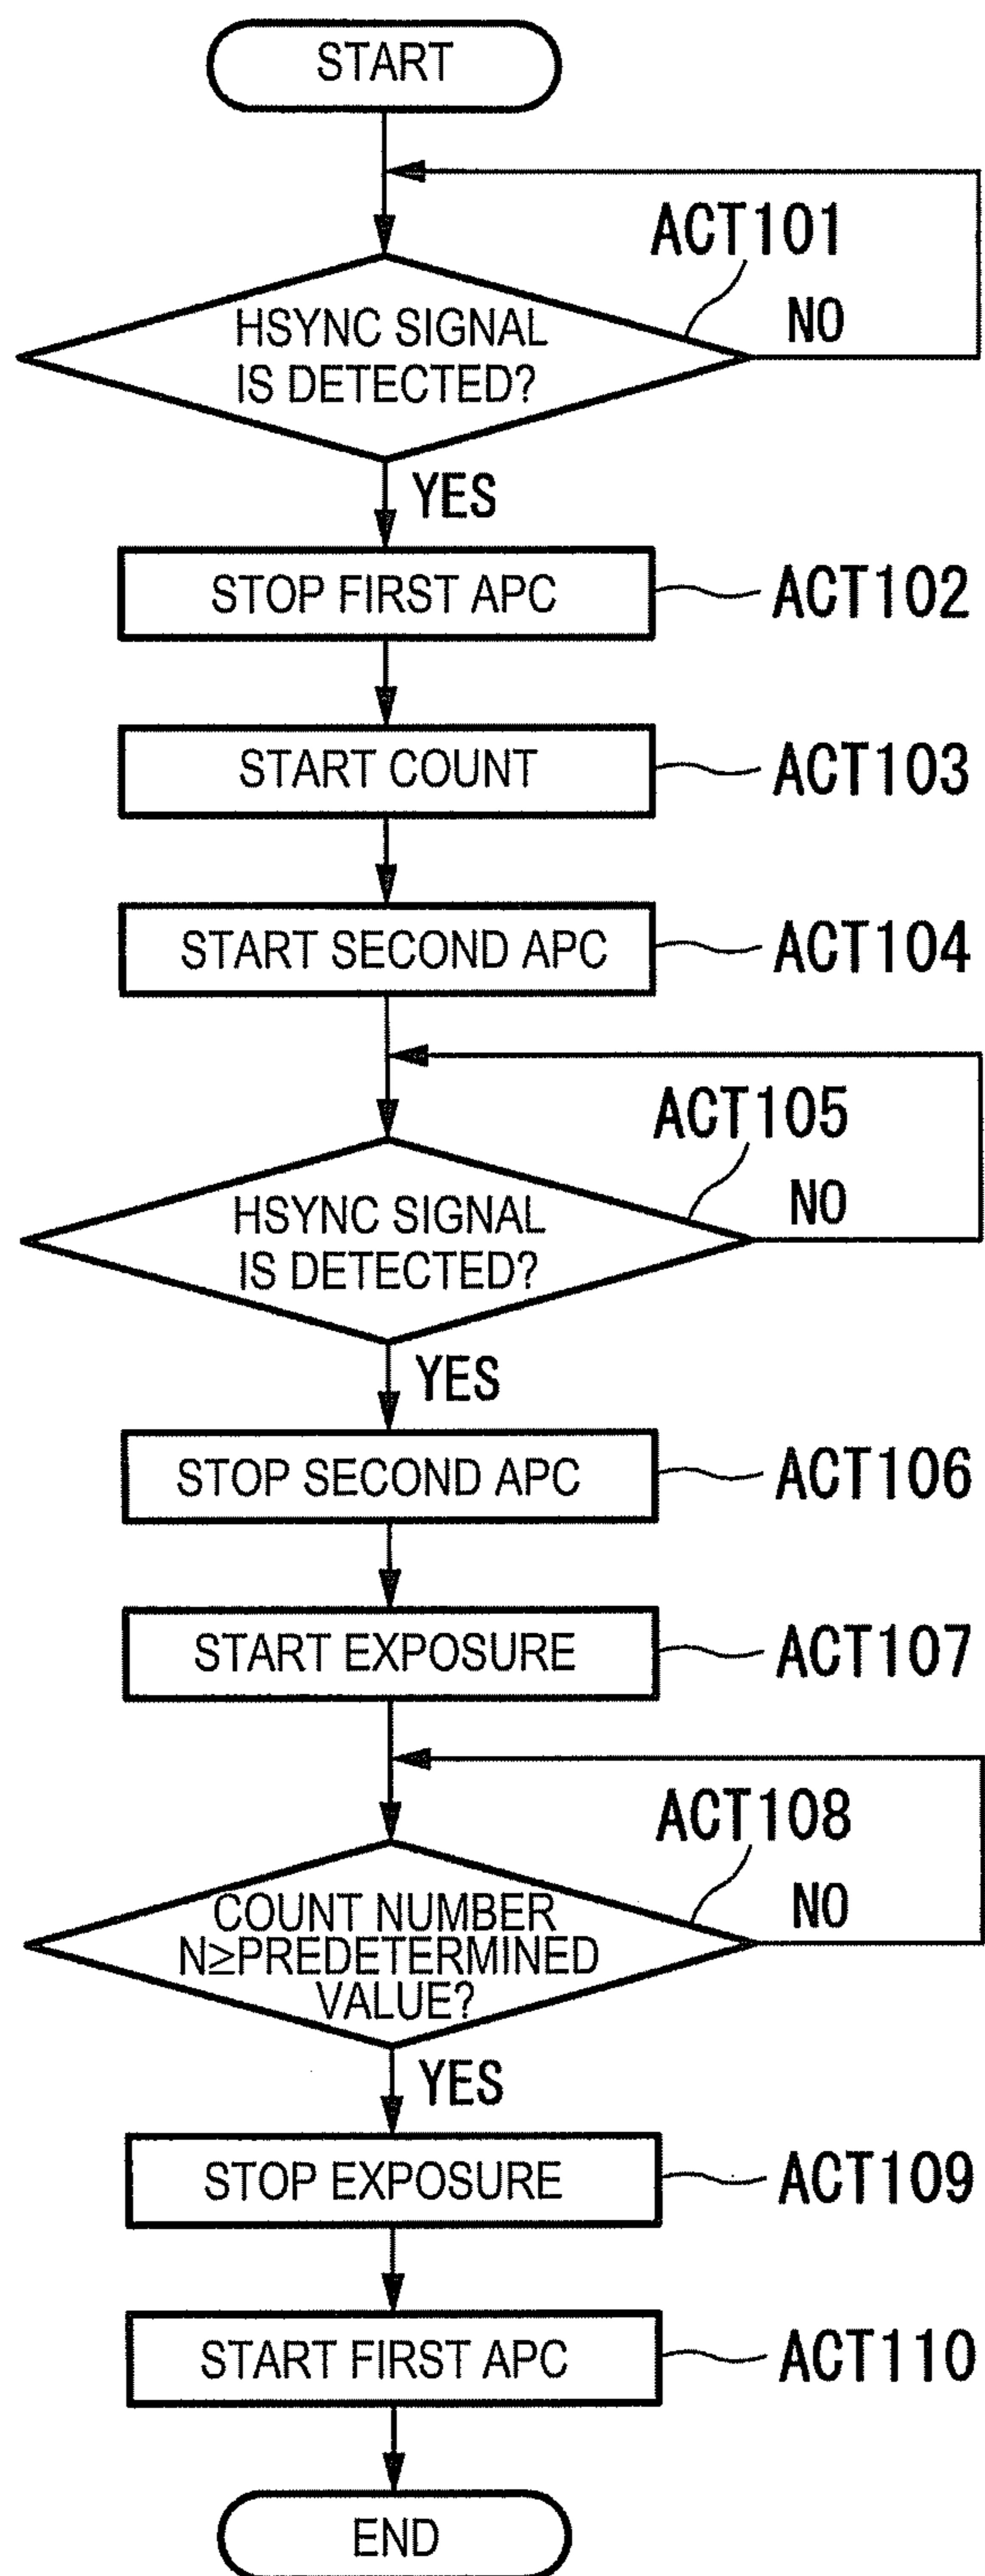 START
ACT101
HSYNC SIGNAL
IS DETECTED?
NO
YES
STOP FIRST APC
ACT102
START COUNT
ACT103
START SECOND APC
ACT104
ACT105
HSYNC SIGNAL
IS DETECTED?
NO
YES
STOP SECOND APC
ACT106
START EXPOSURE
ACT107
ACT108
COUNT NUMBER
N≥PREDETERMINED
VALUE?
NO
YES
STOP EXPOSURE
ACT109
START FIRST APC
ACT110
END